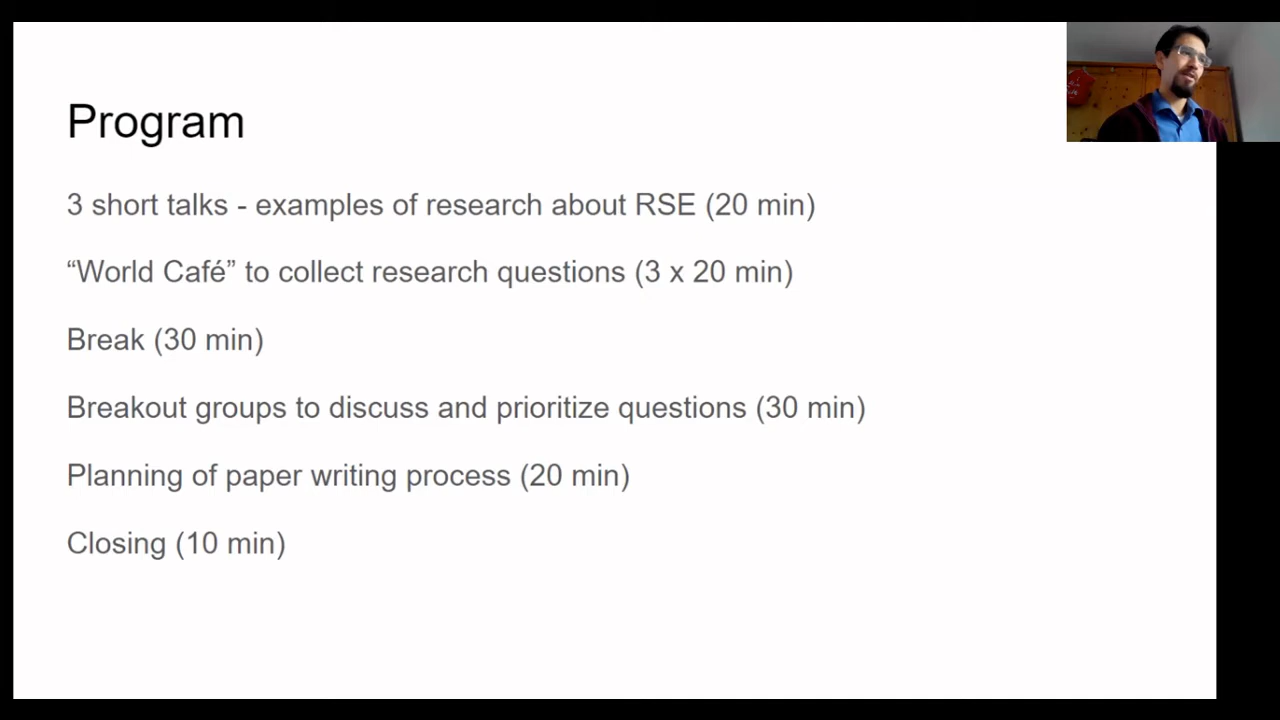 Program
3 short talks - examples of research about RSE (20 min)
“World Café” to collect research questions (3 x 20 min)
Break (30 min)
Breakout groups to discuss and prioritize questions (30 min)
Planning of paper writing process (20 min)
Closing (10 min)